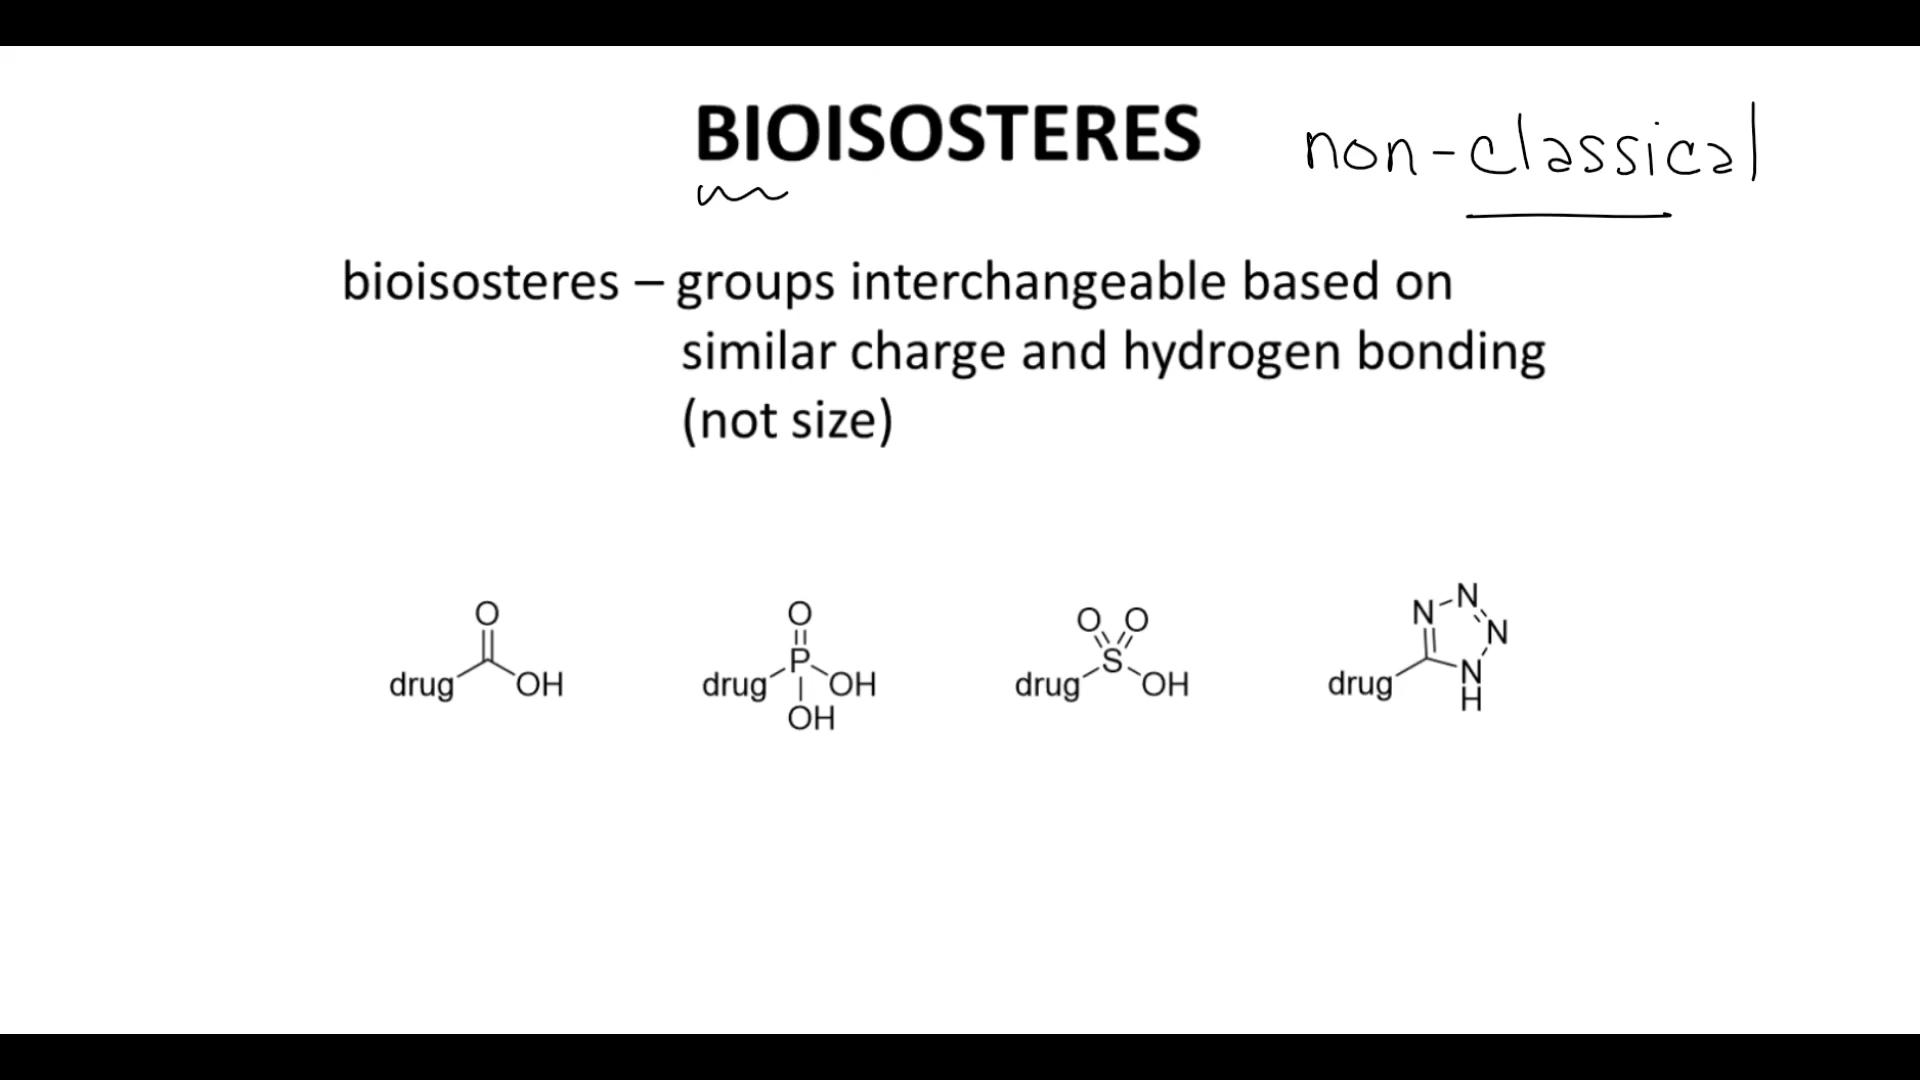 BIOISOSTERES non-classical
bioisosteres – groups interchangeable based on
similar charge and hydrogen bonding
(not size)
O O O O N N
drug OH drug P OH drug S OH drug N N
OH H